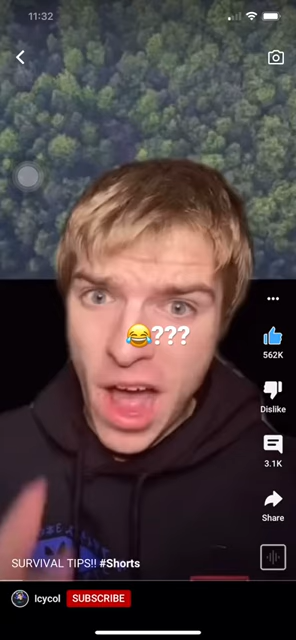 11:32
😂???
562K
Dislike
3.1K
Share
SURVIVAL TIPS!! #Shorts
Icycol
SUBSCRIBE